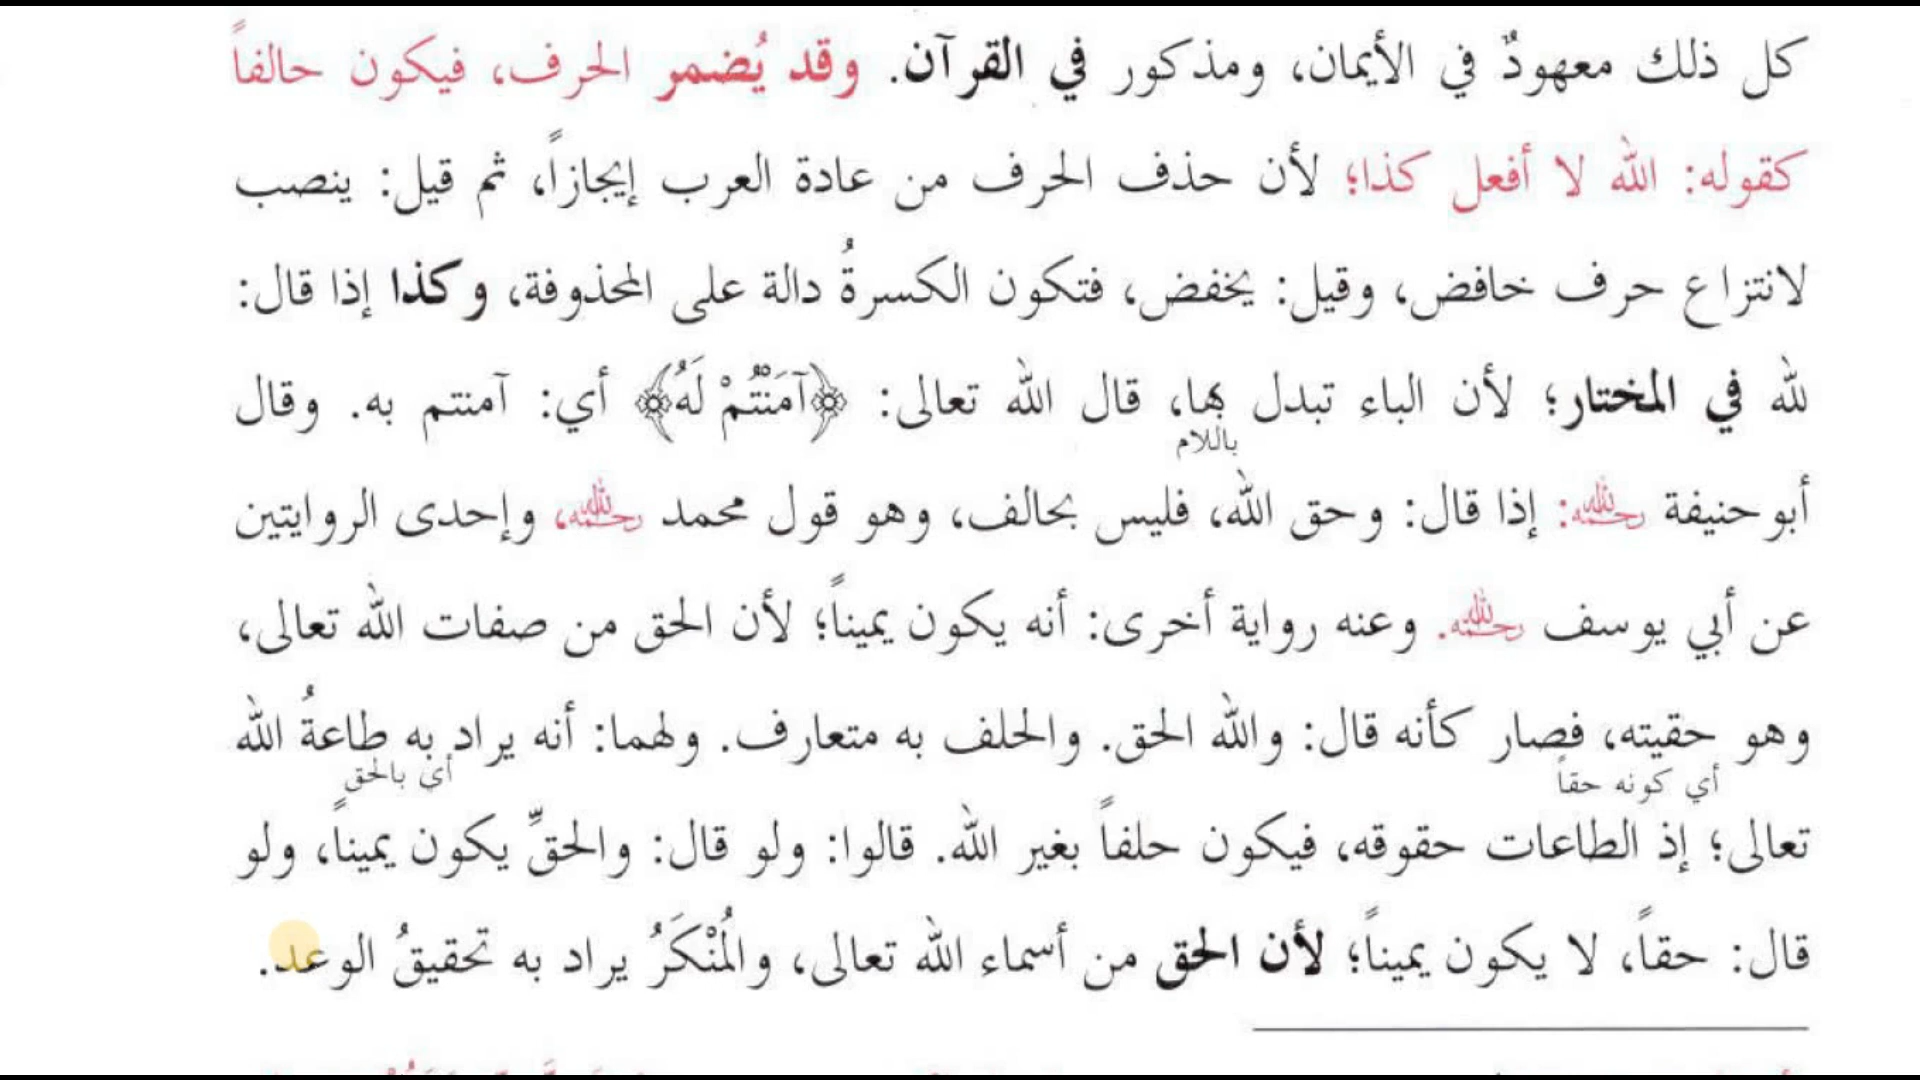 كل ذلك معهودٌ في الأيمان، ومذكور في القرآن. وقد يُضمر الحرف، فيكون حالفاً
كقوله: الله لا أفعل كذا؛ لأن حذف الحرف من عادة العرب إيجازاً، ثم قيل: ينصب
لانتزاع حرف خافض، وقيل: يخفض، فتكون الكسرةُ دالة على المحذوفة، وكذا إذا قال:
لله في المختار؛ لأن الباء تبدل بها، قال الله تعالى: ﴿آمَنْتُمْ لَهُ﴾ أي: آمنتم به. وقال
باللام
أبو حنيفة رحمه الله: إذا قال: وحق الله، فليس بحالف، وهو قول محمد رحمه الله، وإحدى الروايتين
عن أبي يوسف رحمه الله. وعنه رواية أخرى: أنه يكون يميناً؛ لأن الحق من صفات الله تعالى،
وهو حقيته، فصار كأنه قال: والله الحق. والحلف به متعارف. ولهما: أنه يراد به طاعةُ الله
أي كونه حقاً أي بالحق
تعالى؛ إذ الطاعات حقوقه، فيكون حلفاً بغير الله. قالوا: ولو قال: والحقِّ يكون يميناً، ولو
قال: حقاً، لا يكون يميناً؛ لأن الحق من أسماء الله تعالى، والمُنْكَرُ يراد به تحقيقُ الوعد.